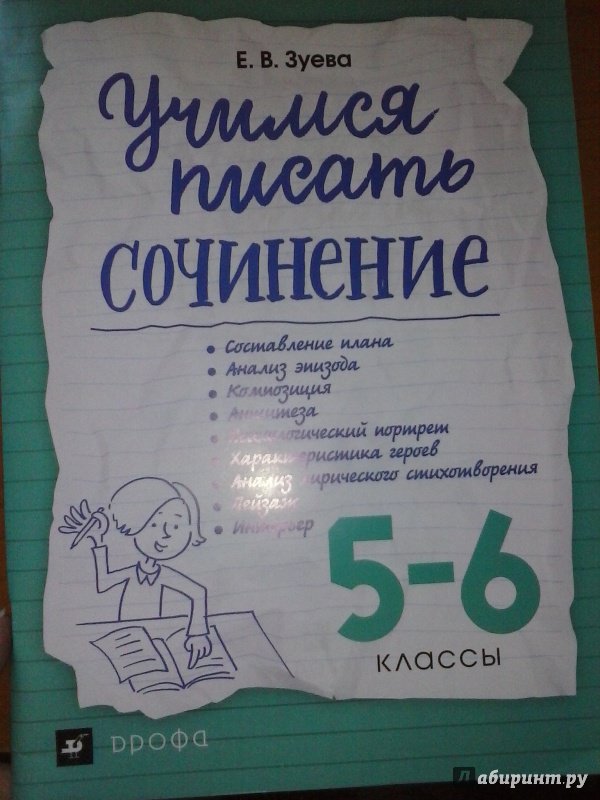 Е. В. Зуева
Учимся
писать
сочинение
• Составление плана
• Анализ эпизода
• Композиция
• Антитеза
• Психологический портрет
• Характеристика героев
• Анализ лирического стихотворения
• Пейзаж
• Интерьер
5-6
классы
дрофа
Лабиринт.ру